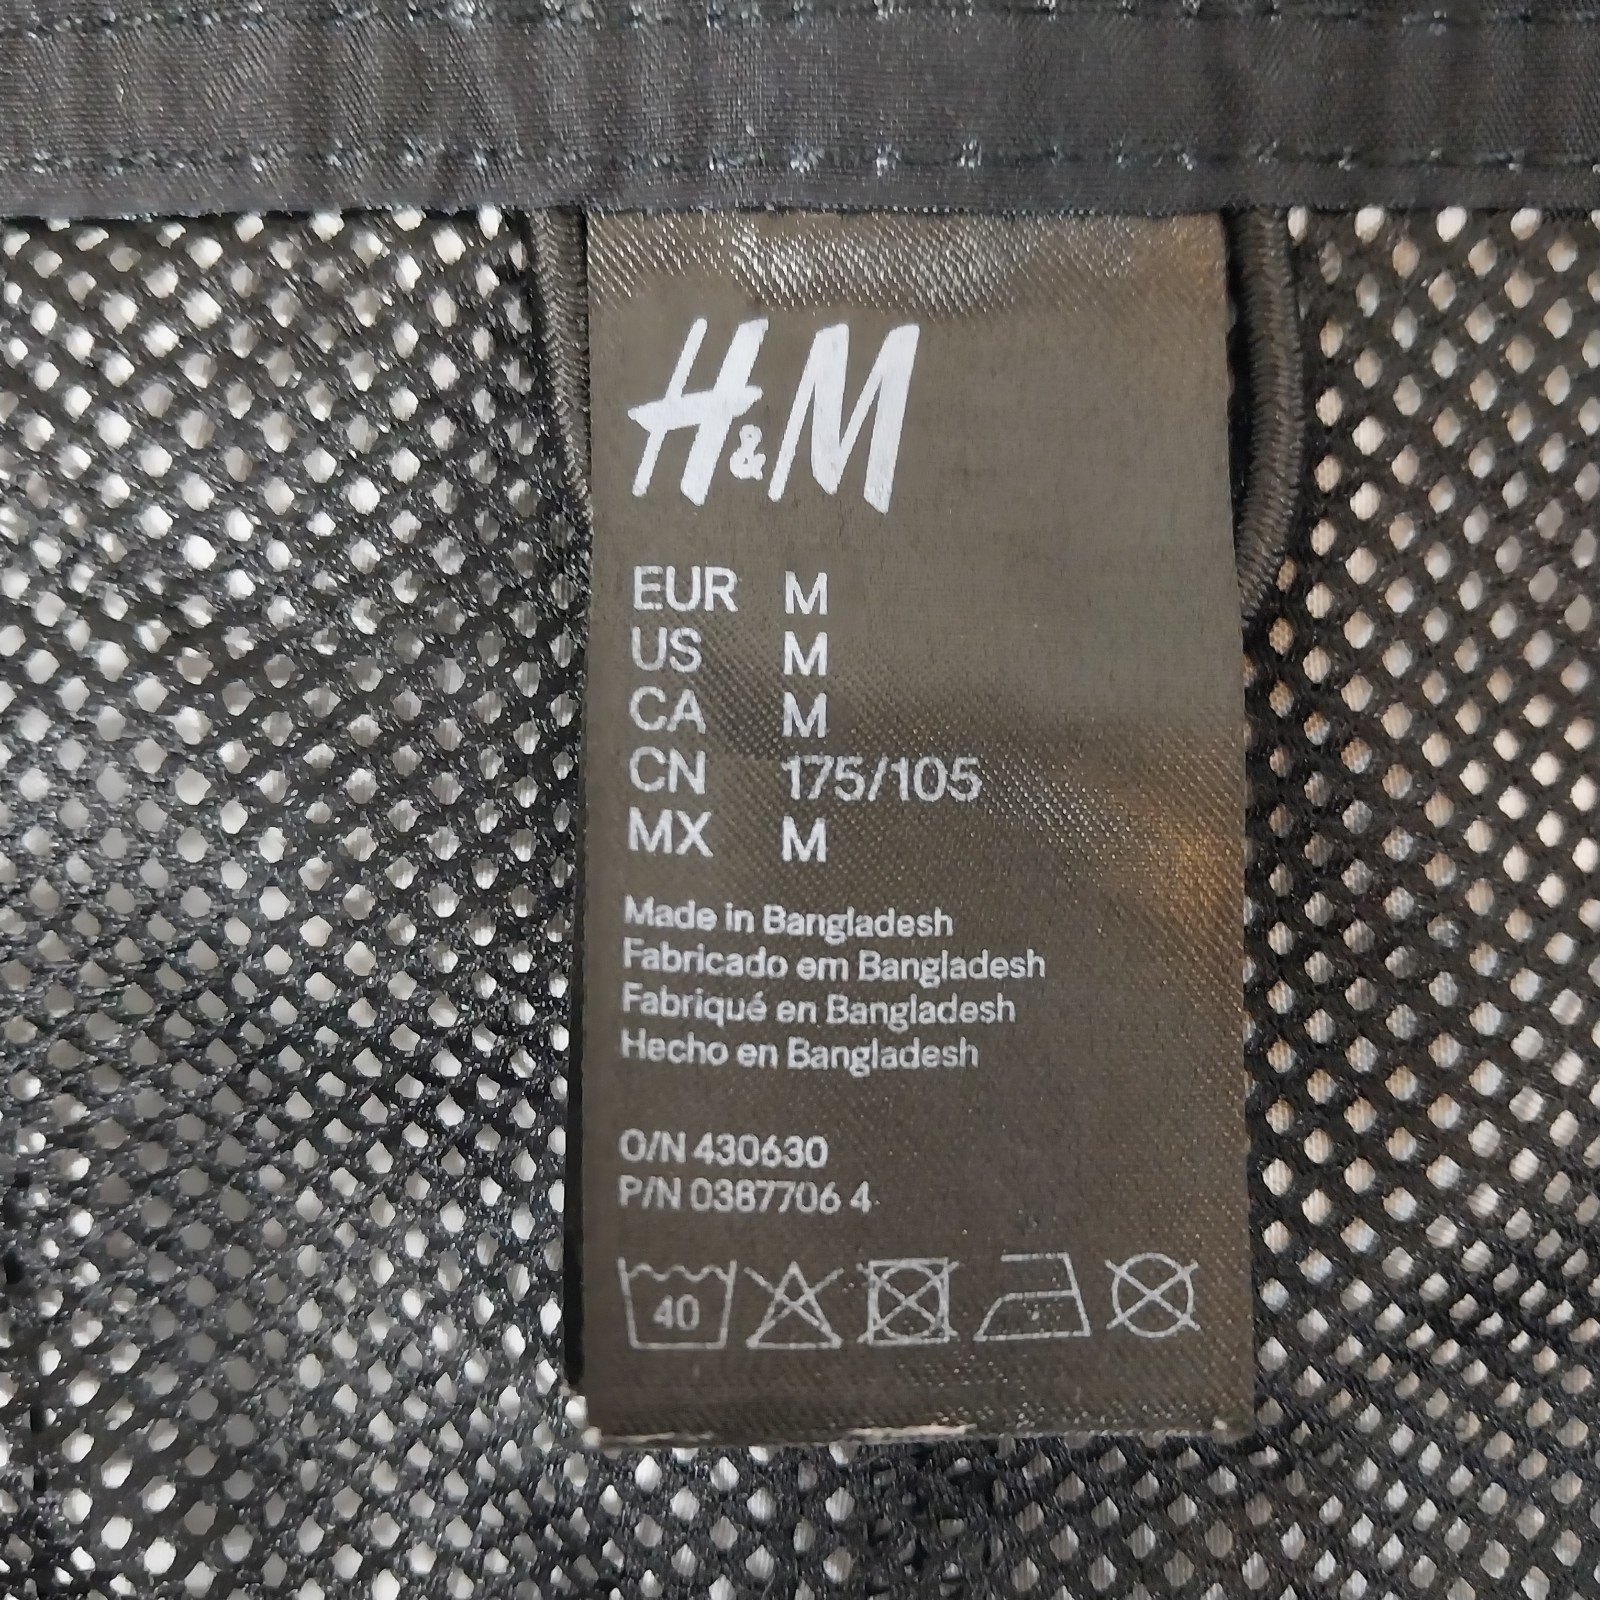 H&M
EUR M
US M
CA M
CN 175/105
MX M
Made in Bangladesh
Fabricado em Bangladesh
Fabriqué en Bangladesh
Hecho en Bangladesh
O/N 430630
P/N 0387706 4
40